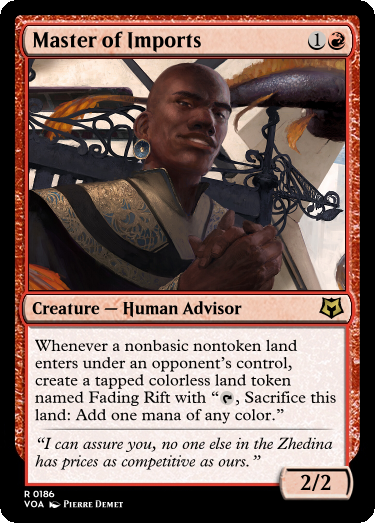 Master of Imports 1
Creature — Human Advisor
Whenever a nonbasic nontoken land
enters under an opponent’s control,
create a tapped colorless land token
named Fading Rift with “, Sacrifice this
land: Add one mana of any color.”
“I can assure you, no one else in the Zhedina
has prices as competitive as ours.”
2/2
R 0186
VOA Pierre Demet